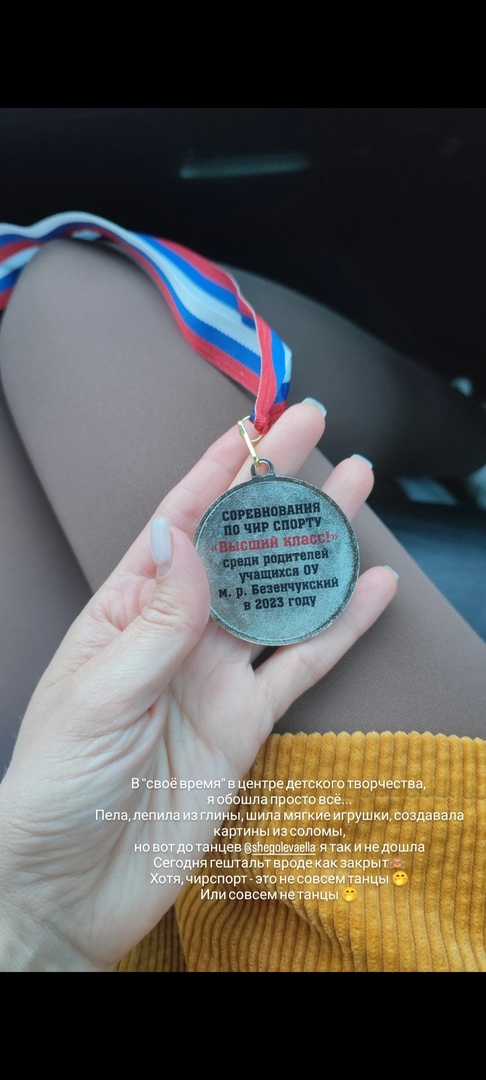 СОРЕВНОВАНИЯ
ПО ЧИР СПОРТУ
«Высший класс!»
среди родителей
учащихся ОУ
м. р. Безенчукский
в 2023 году
В "своё время" в центре детского творчества,
я обошла просто всё...
Пела, лепила из глины, шила мягкие игрушки, создавала
картины из соломы,
но вот до танцев @shegolevaella я так и не дошла
Сегодня гештальт вроде как закрыт🙈
Хотя, чирспорт - это не совсем танцы 🤭
Или совсем не танцы 🤭